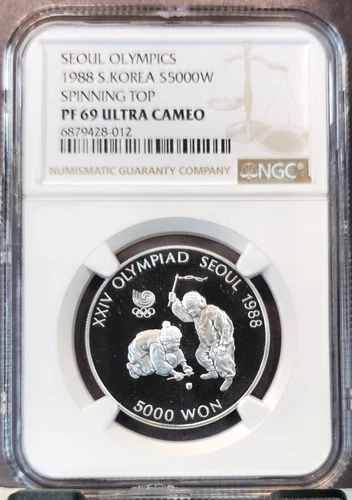 SEOUL OLYMPICS
1988 S.KOREA S5000W
SPINNING TOP
PF 69 ULTRA CAMEO
6879428-012
NUMISMATIC GUARANTY COMPANY
NGC
XXIV OLYMPIAD SEOUL 1988
5000 WON